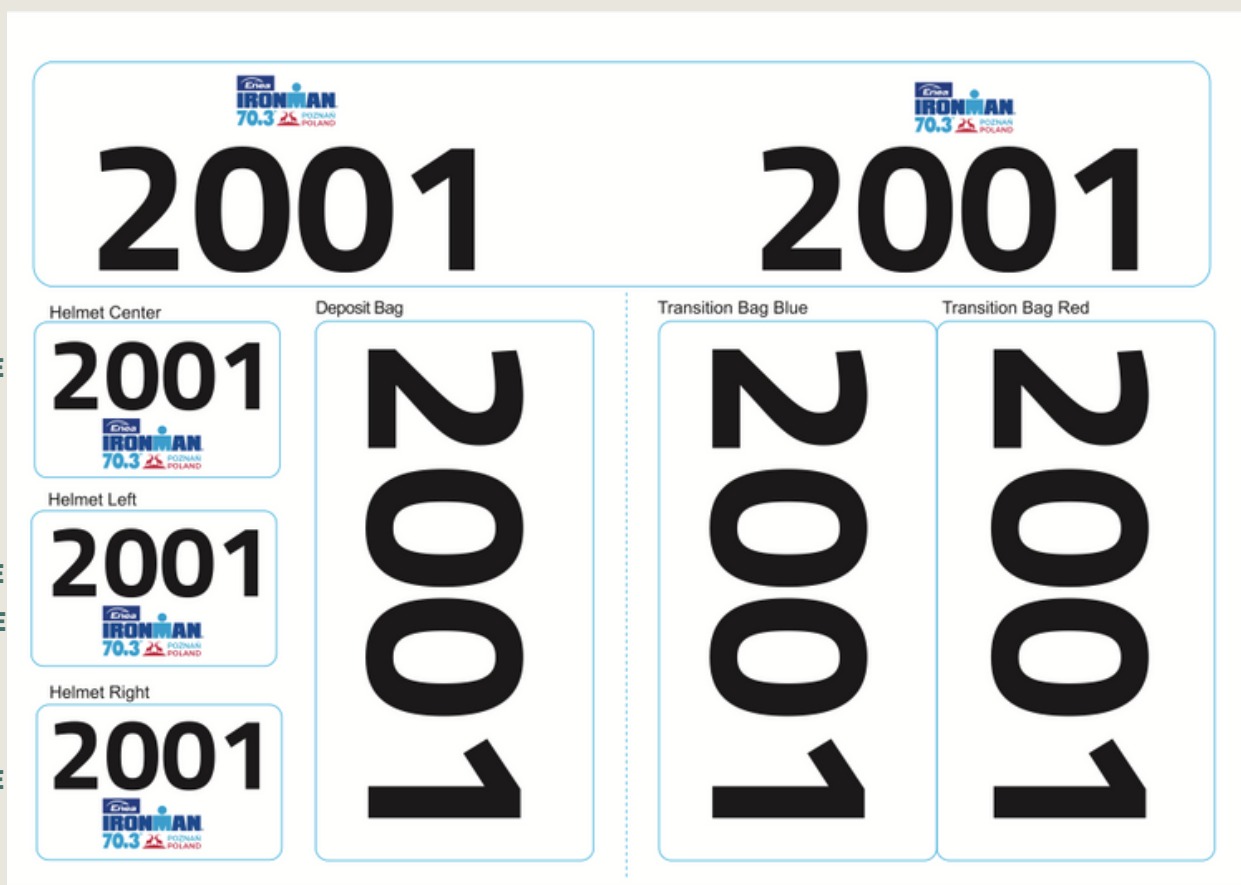 Enea
IRONMAN
70.3 POZNAŃ
POLAND
2001
Enea
IRONMAN
70.3 POZNAŃ
POLAND
2001
Helmet Center
2001
Enea
IRONMAN
70.3 POZNAŃ
POLAND
Helmet Left
2001
Enea
IRONMAN
70.3 POZNAŃ
POLAND
Helmet Right
2001
Enea
IRONMAN
70.3 POZNAŃ
POLAND
Deposit Bag
2001
Transition Bag Blue
2001
Transition Bag Red
2001
E
E
E
E